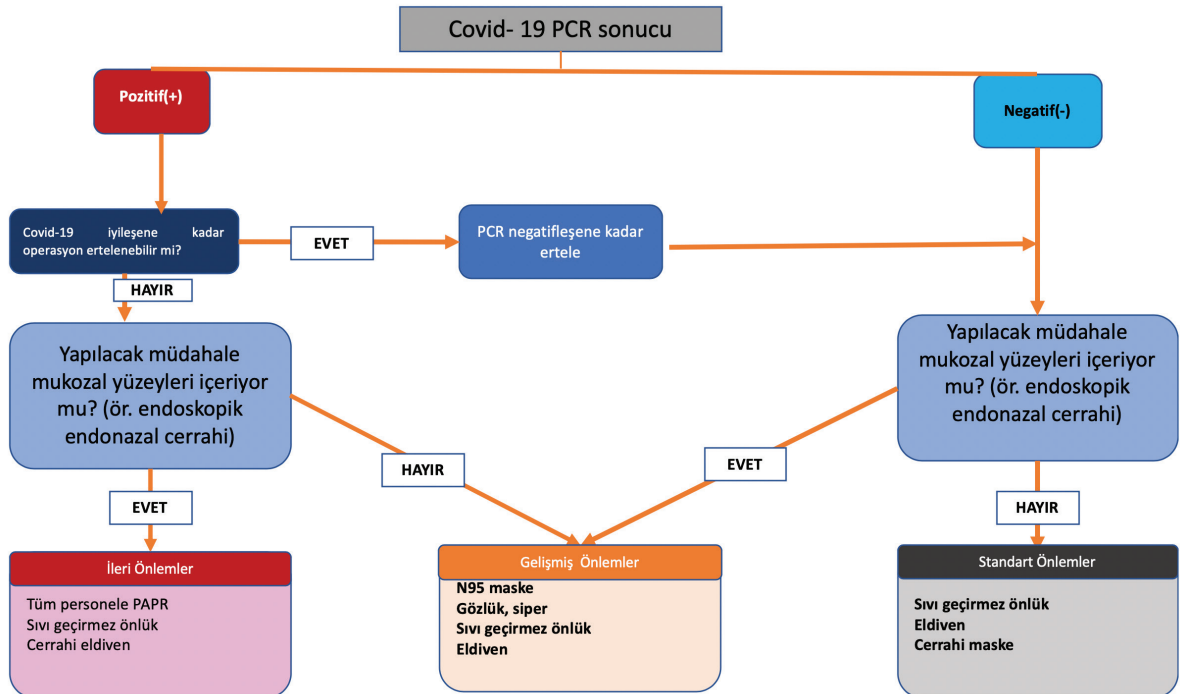 Covid- 19 PCR sonucu
Pozitif(+)
Negatif(-)
Covid-19 iyileşene kadar
operasyon ertelenebilir mi?
EVET
PCR negatifleşene kadar
ertele
HAYIR
Yapılacak müdahale
mukozal yüzeyleri içeriyor
mu? (ör. endoskopik
endonazal cerrahi)
Yapılacak müdahale
mukozal yüzeyleri içeriyor
mu? (ör. endoskopik
endonazal cerrahi)
HAYIR
EVET
EVET
HAYIR
İleri Önlemler
Tüm personele PAPR
Sıvı geçirmez önlük
Cerrahi eldiven
Gelişmiş Önlemler
N95 maske
Gözlük, siper
Sıvı geçirmez önlük
Eldiven
Standart Önlemler
Sıvı geçirmez önlük
Eldiven
Cerrahi maske